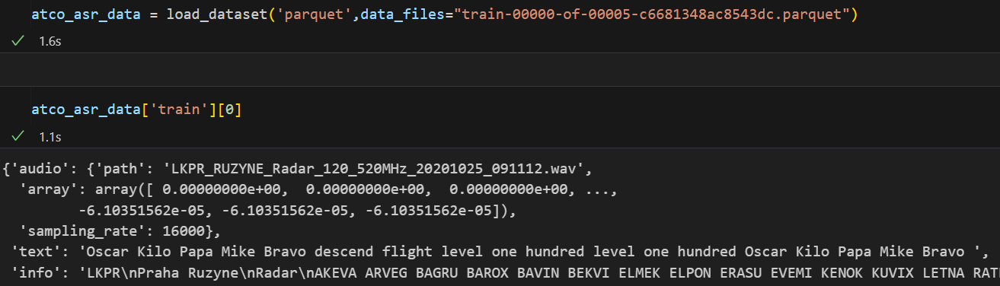 atco_asr_data = load_dataset('parquet',data_files="train-00000-of-00005-c6681348ac8543dc.parquet")
1.6s
atco_asr_data['train'][0]
1.1s
{'audio': {'path': 'LKPR_RUZYNE_Radar_120_520MHz_20201025_091112.wav',
'array': array([ 0.00000000e+00, 0.00000000e+00, 0.00000000e+00, ...,
-6.10351562e-05, -6.10351562e-05, -6.10351562e-05]),
'sampling_rate': 16000},
'text': 'Oscar Kilo Papa Mike Bravo descend flight level one hundred level one hundred Oscar Kilo Papa Mike Bravo ',
'info': 'LKPR\nPraha Ruzyne\nRadar\nAKEVA ARVEG BAGRU BAROX BAVIN BEKVI ELMEK ELPON ERASU EVEMI KENOK KUVIX LETNA